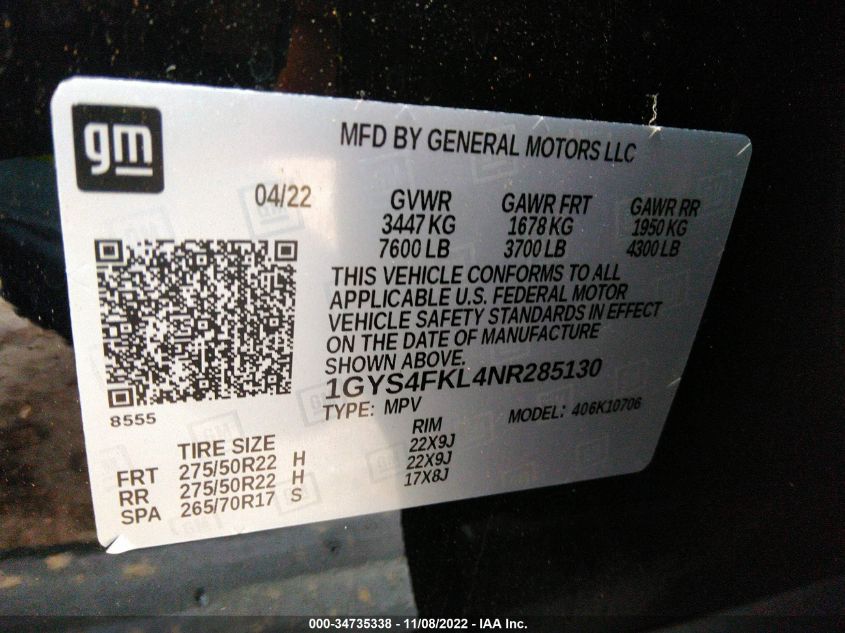 gm
MFD BY GENERAL MOTORS LLC
04/22
GVWR GAWR FRT GAWR RR
3447 KG 1678 KG 1950 KG
7600 LB 3700 LB 4300 LB
THIS VEHICLE CONFORMS TO ALL
APPLICABLE U.S. FEDERAL MOTOR
VEHICLE SAFETY STANDARDS IN EFFECT
ON THE DATE OF MANUFACTURE
SHOWN ABOVE.
1GYS4FKL4NR285130
8555
TYPE: MPV MODEL: 406K10706
TIRE SIZE RIM
FRT 275/50R22 H 22X9J
RR 275/50R22 H 22X9J
SPA 265/70R17 S 17X8J
000-34735338 - 11/08/2022 - IAA Inc.